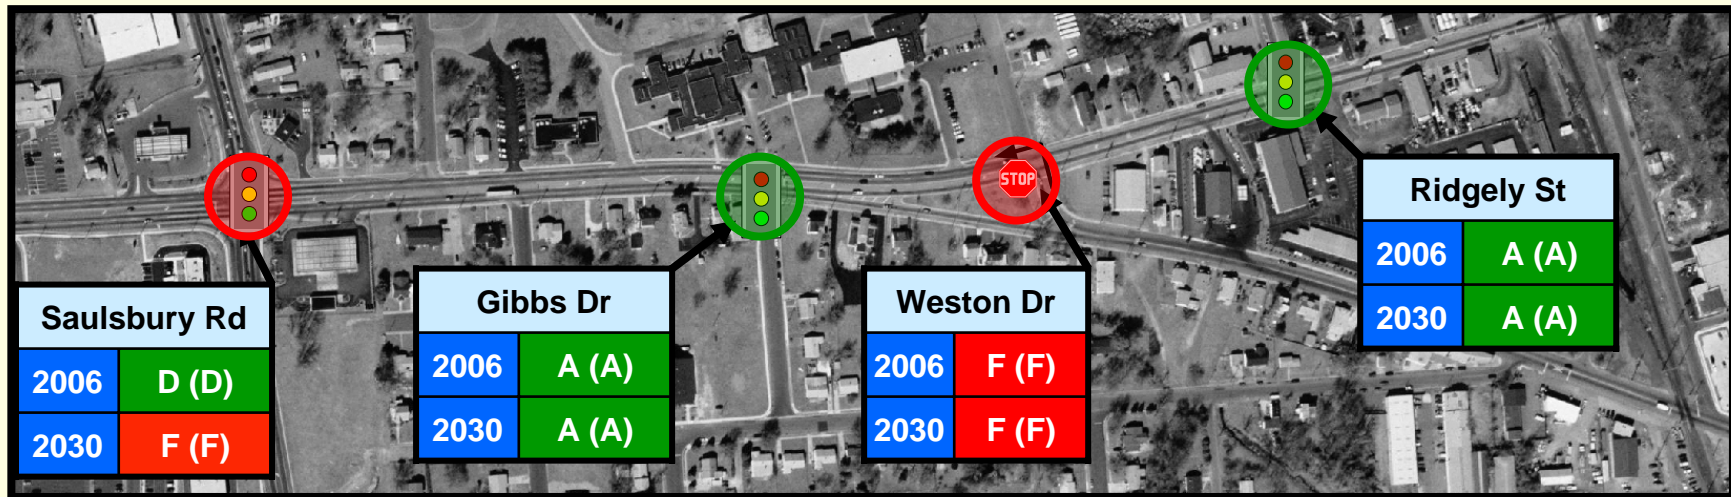 STOP
Ridgely St
2006 A (A)
2030 A (A)
Saulsbury Rd
2006 D (D)
2030 F (F)
Gibbs Dr
2006 A (A)
2030 A (A)
Weston Dr
2006 F (F)
2030 F (F)